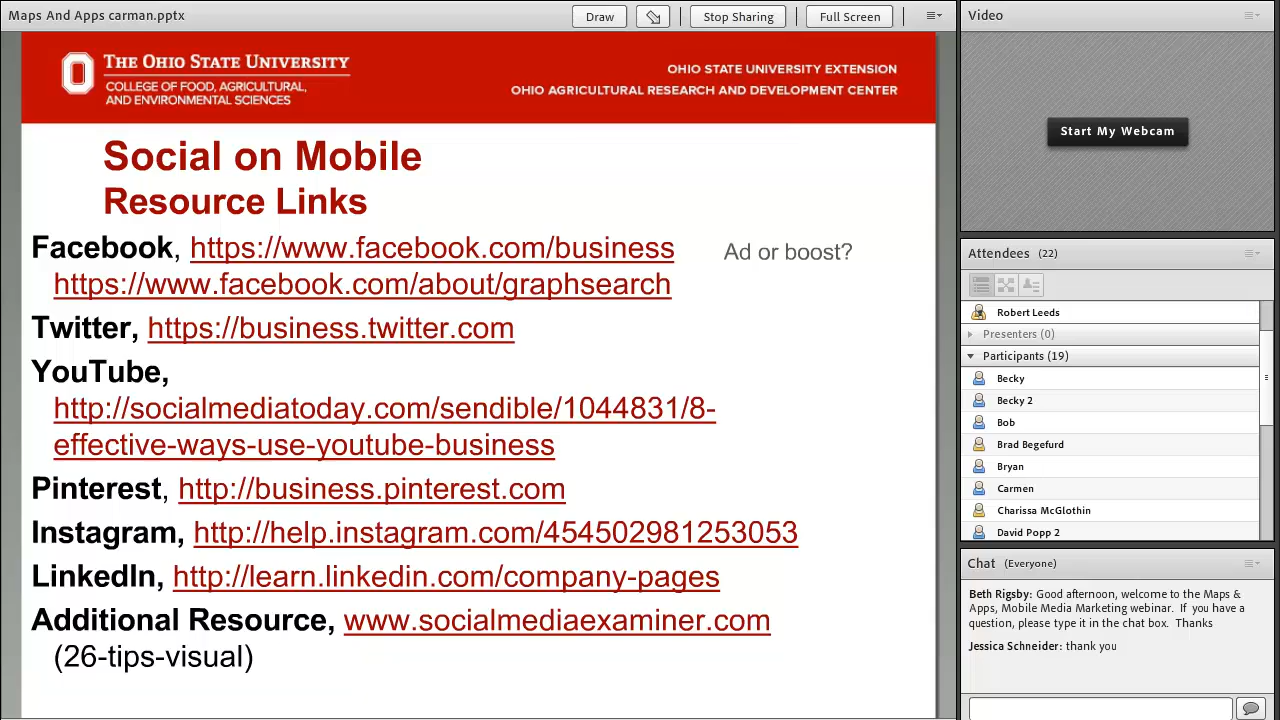 Maps And Apps carman.pptx
Draw
Stop Sharing
Full Screen
THE OHIO STATE UNIVERSITY
COLLEGE OF FOOD, AGRICULTURAL,
AND ENVIRONMENTAL SCIENCES
OHIO STATE UNIVERSITY EXTENSION
OHIO AGRICULTURAL RESEARCH AND DEVELOPMENT CENTER
Social on Mobile
Resource Links
Facebook, https://www.facebook.com/business
Ad or boost?
https://www.facebook.com/about/graphsearch
Twitter, https://business.twitter.com
YouTube,
http://socialmediatoday.com/sendible/1044831/8-
effective-ways-use-youtube-business
Pinterest, http://business.pinterest.com
Instagram, http://help.instagram.com/454502981253053
LinkedIn, http://learn.linkedin.com/company-pages
Additional Resource, www.socialmediaexaminer.com
(26-tips-visual)
Video
Start My Webcam
Attendees (22)
Robert Leeds
Presenters (0)
Participants (19)
Becky
Becky 2
Bob
Brad Begefurd
Bryan
Carmen
Charissa McGlothin
David Popp 2
Chat (Everyone)
Beth Rigsby: Good afternoon, welcome to the Maps &
Apps, Mobile Media Marketing webinar. If you have a
question, please type it in the chat box. Thanks
Jessica Schneider: thank you